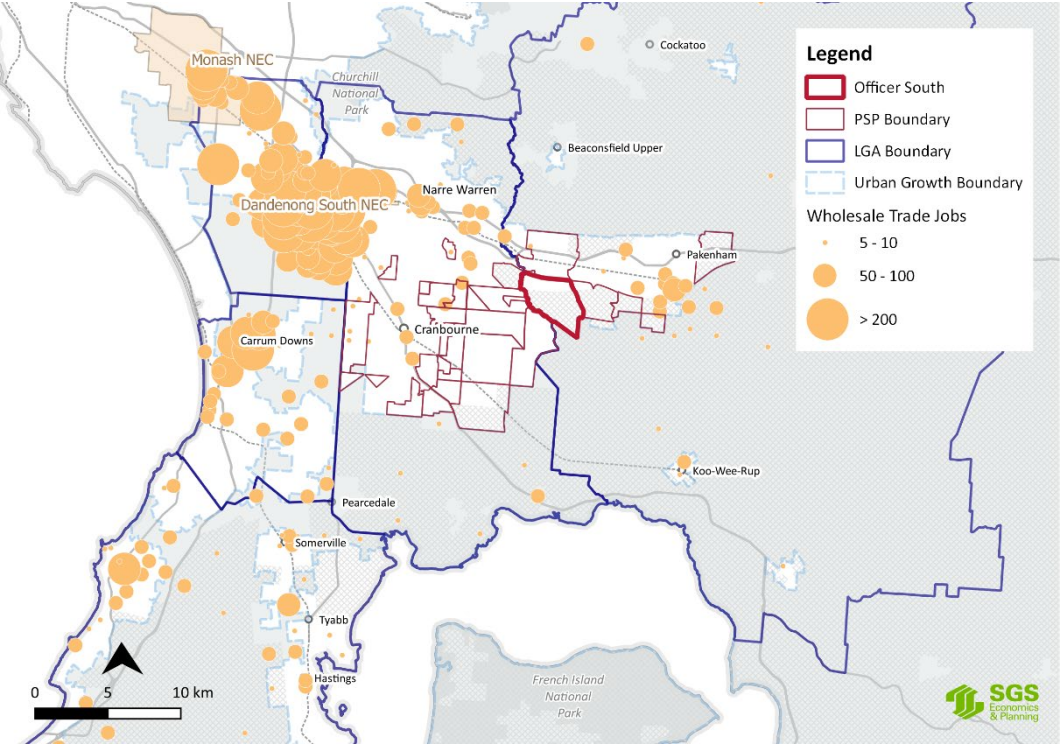 Monash NEC
Cockatoo
Churchill
National
Park
Beaconsfield Upper
Narre Warren
Dandenong South NEC
Pakenham
Cranbourne
Carrum Downs
Koo-Wee-Rup
Pearcedale
Somerville
Tyabb
Hastings
French Island
National
Park
Legend
Officer South
PSP Boundary
LGA Boundary
Urban Growth Boundary
Wholesale Trade Jobs
5 - 10
50 - 100
> 200
0 5 10 km
SGS
Economics
& Planning